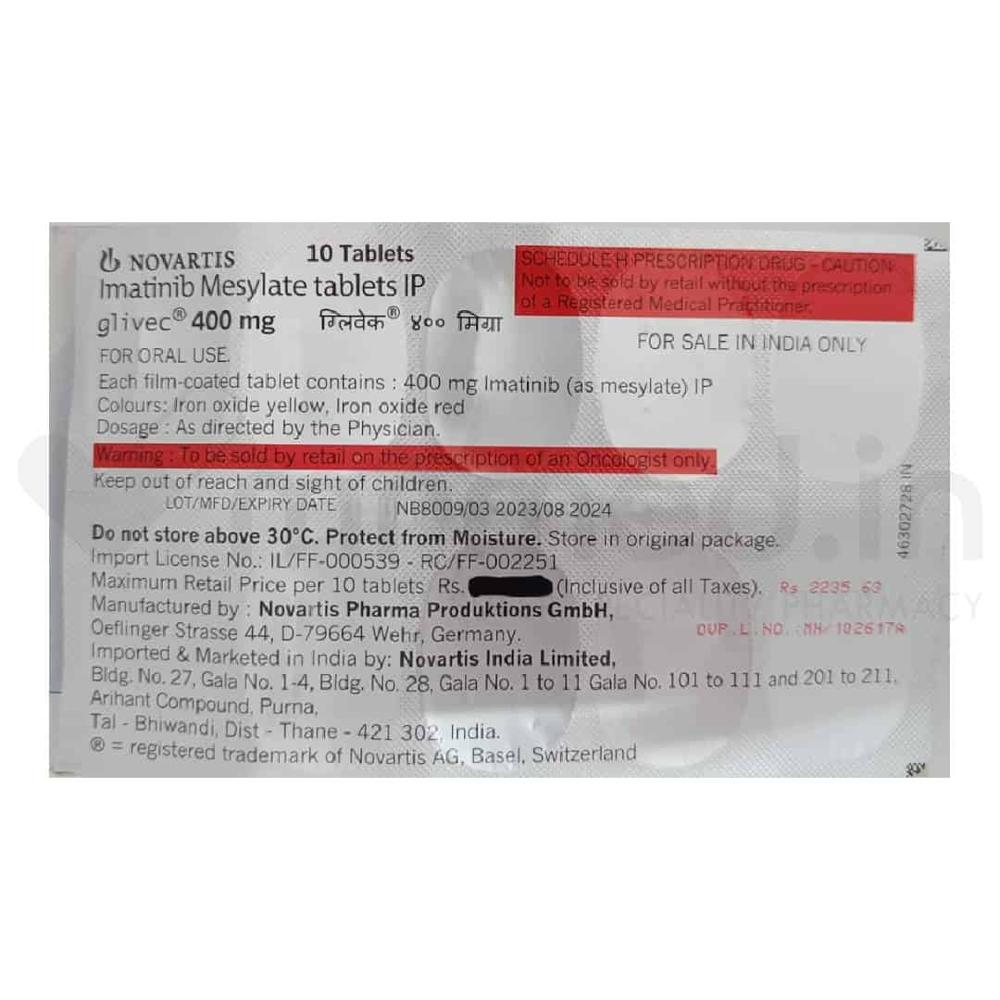 NOVARTIS 10 Tablets
Imatinib Mesylate tablets IP
glivec® 400 mg ग्लिवेक® ४०० मिग्रा
SCHEDULE H PRESCRIPTION DRUG - CAUTION
Not to be sold by retail without the prescription
of a Registered Medical Practitioner.
FOR SALE IN INDIA ONLY
FOR ORAL USE.
Each film-coated tablet contains : 400 mg Imatinib (as mesylate) IP
Colours: Iron oxide yellow, Iron oxide red
Dosage : As directed by the Physician.
Warning : To be sold by retail on the prescription of an Oncologist only.
Keep out of reach and sight of children.
LOT/MFD/EXPIRY DATE NB8009/03 2023/08 2024
Do not store above 30°C. Protect from Moisture. Store in original package.
Import License No.: IL/FF-000539 - RC/FF-002251
Maximum Retail Price per 10 tablets Rs. (Inclusive of all Taxes). Rs 2235 63
Manufactured by : Novartis Pharma Produktions GmbH,
Oeflinger Strasse 44, D-79664 Wehr, Germany.
DUP.L.NO.:MH/102617A
Imported & Marketed in India by: Novartis India Limited,
Bldg. No. 27, Gala No. 1-4, Bldg. No. 28, Gala No. 1 to 11 Gala No. 101 to 111 and 201 to 211,
Arihant Compound, Purna,
Tal - Bhiwandi, Dist - Thane - 421 302, India.
® = registered trademark of Novartis AG, Basel, Switzerland
46302728 IN
.in
PHARMACY